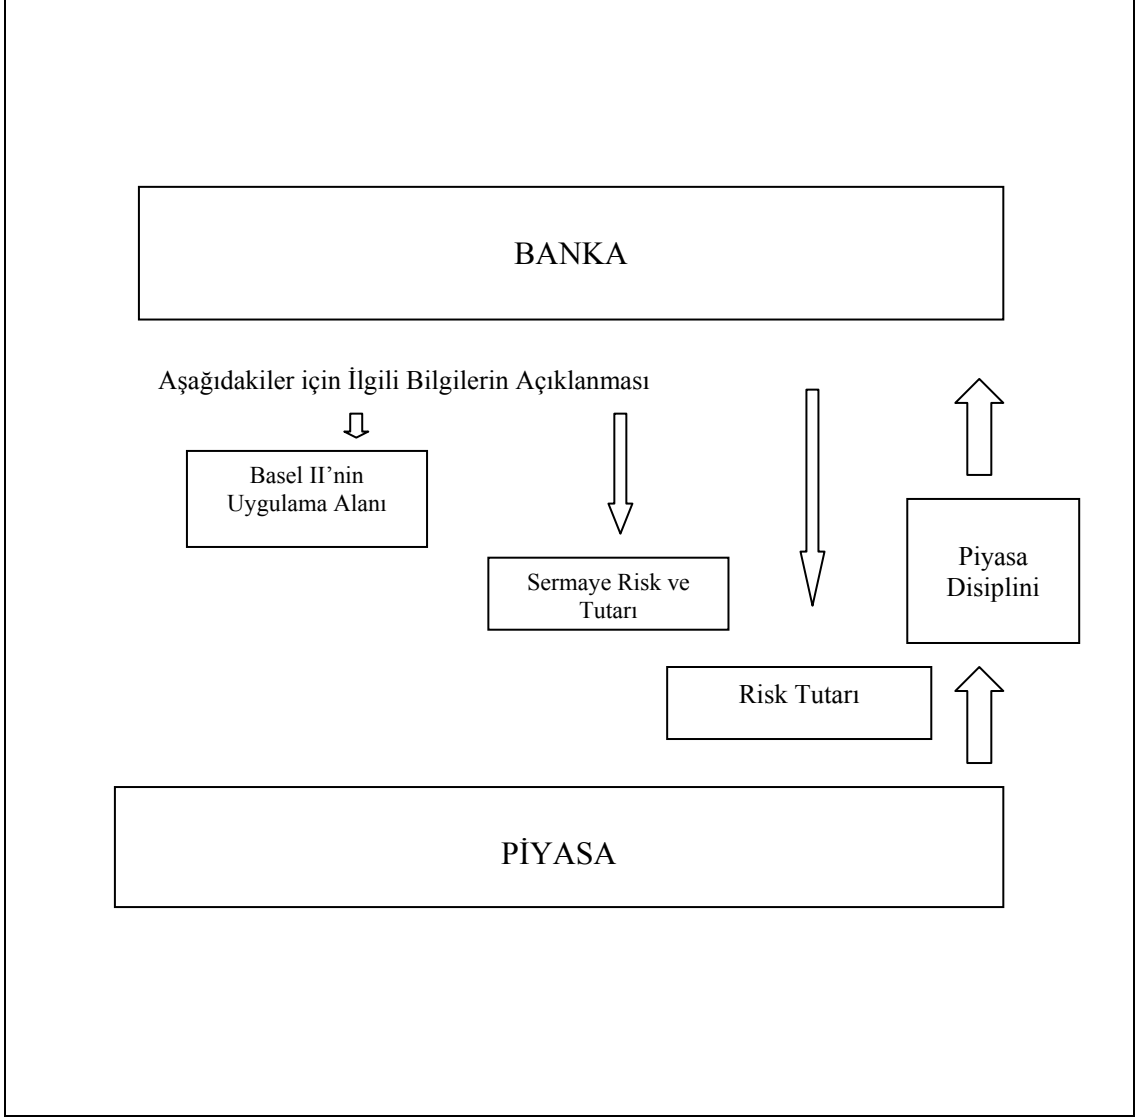 BANKA
Aşağıdakiler için İlgili Bilgilerin Açıklanması
Basel II’nin
Uygulama Alanı
Sermaye Risk ve
Tutarı
Piyasa
Disiplini
Risk Tutarı
PİYASA